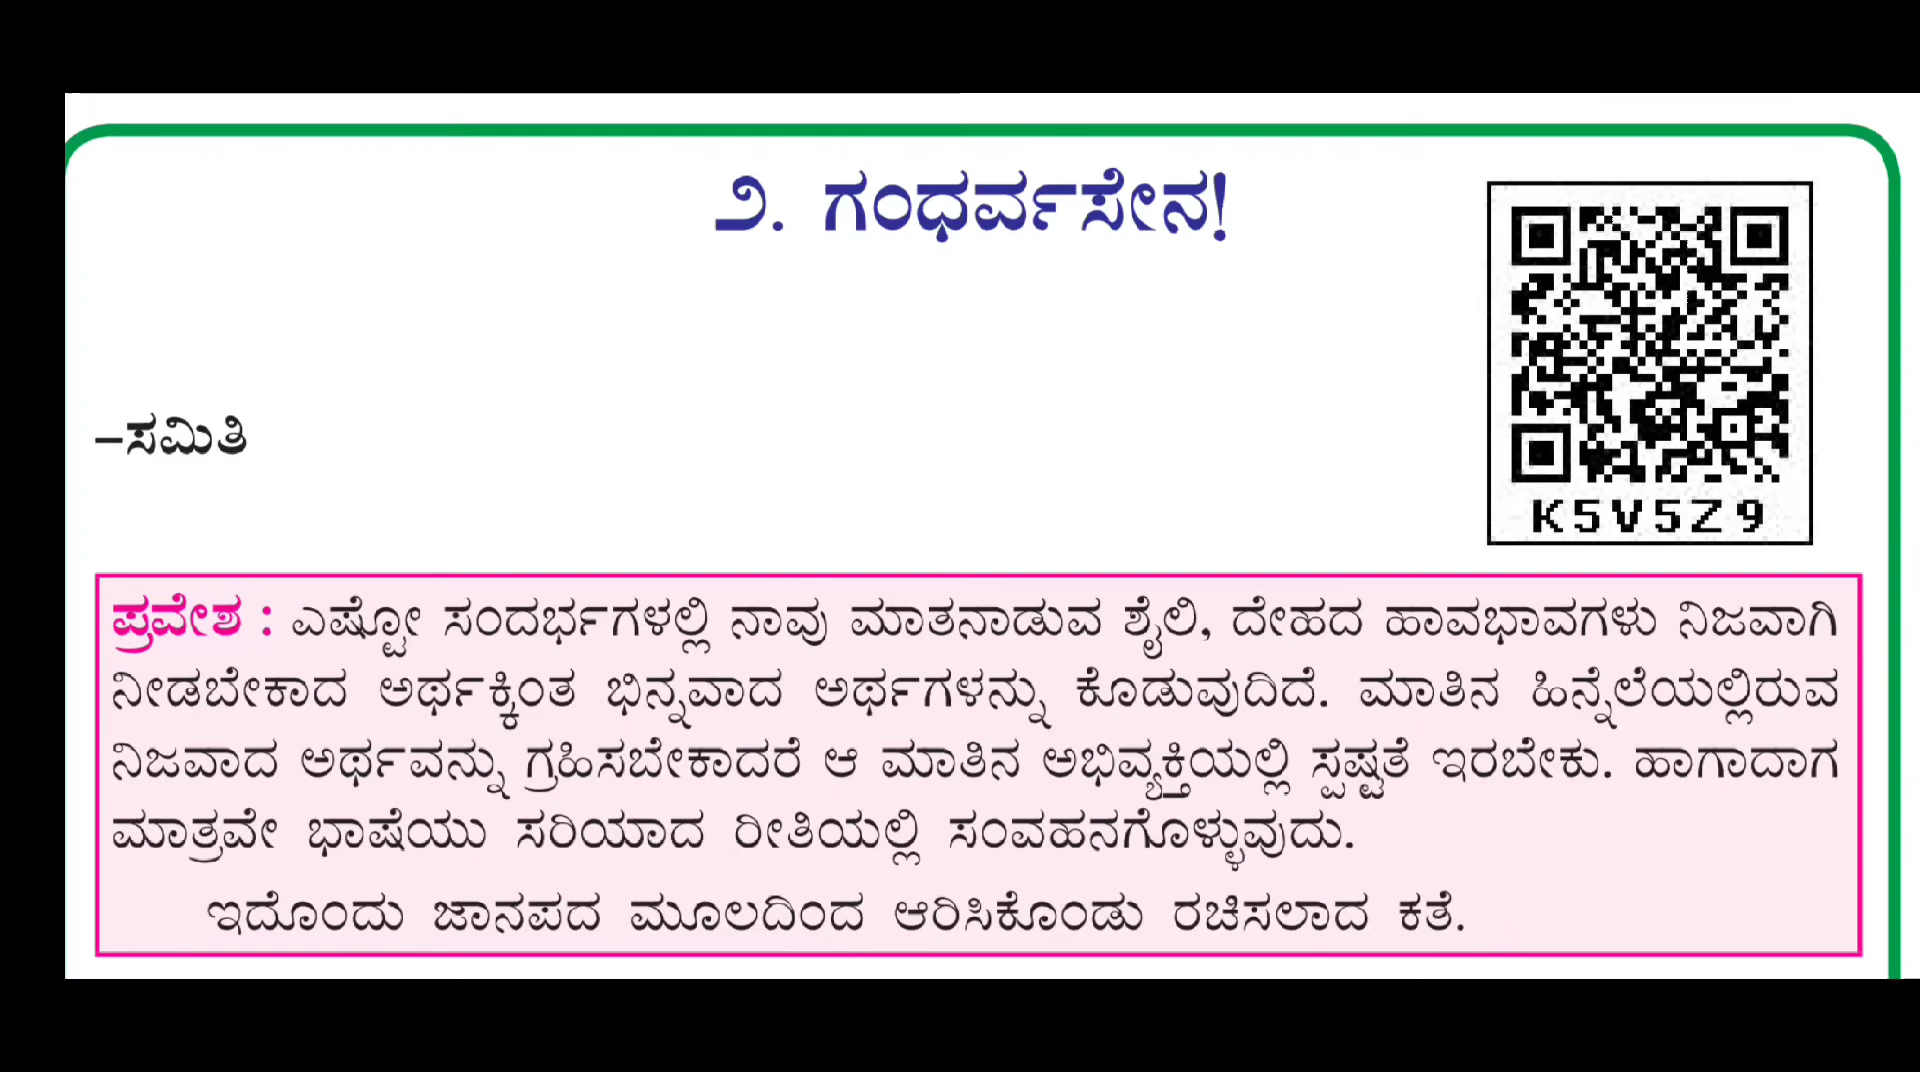 ೨. ಗಂಧರ್ವಸೇನ!
–ಸಮಿತಿ
K5V5Z9
ಪ್ರವೇಶ : ಎಷ್ಟೋ ಸಂದರ್ಭಗಳಲ್ಲಿ ನಾವು ಮಾತನಾಡುವ ಶೈಲಿ, ದೇಹದ ಹಾವಭಾವಗಳು ನಿಜವಾಗಿ
ನೀಡಬೇಕಾದ ಅರ್ಥಕ್ಕಿಂತ ಭಿನ್ನವಾದ ಅರ್ಥಗಳನ್ನು ಕೊಡುವುದಿದೆ. ಮಾತಿನ ಹಿನ್ನೆಲೆಯಲ್ಲಿರುವ
ನಿಜವಾದ ಅರ್ಥವನ್ನು ಗ್ರಹಿಸಬೇಕಾದರೆ ಆ ಮಾತಿನ ಅಭಿವ್ಯಕ್ತಿಯಲ್ಲಿ ಸ್ಪಷ್ಟತೆ ಇರಬೇಕು. ಹಾಗಾದಾಗ
ಮಾತ್ರವೇ ಭಾಷೆಯು ಸರಿಯಾದ ರೀತಿಯಲ್ಲಿ ಸಂವಹನಗೊಳ್ಳುವುದು.
ಇದೊಂದು ಜಾನಪದ ಮೂಲದಿಂದ ಆರಿಸಿಕೊಂಡು ರಚಿಸಲಾದ ಕತೆ.